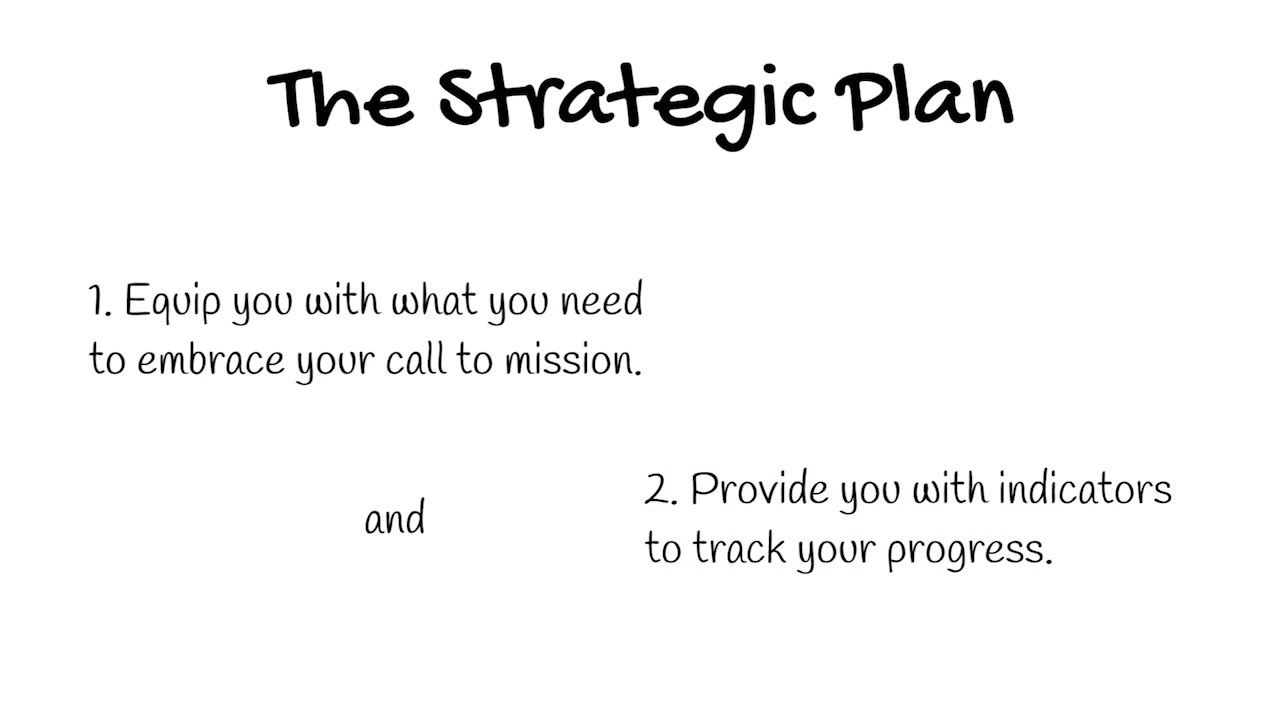 The Strategic Plan
1. Equip you with what you need
to embrace your call to mission.
and
2. Provide you with indicators
to track your progress.